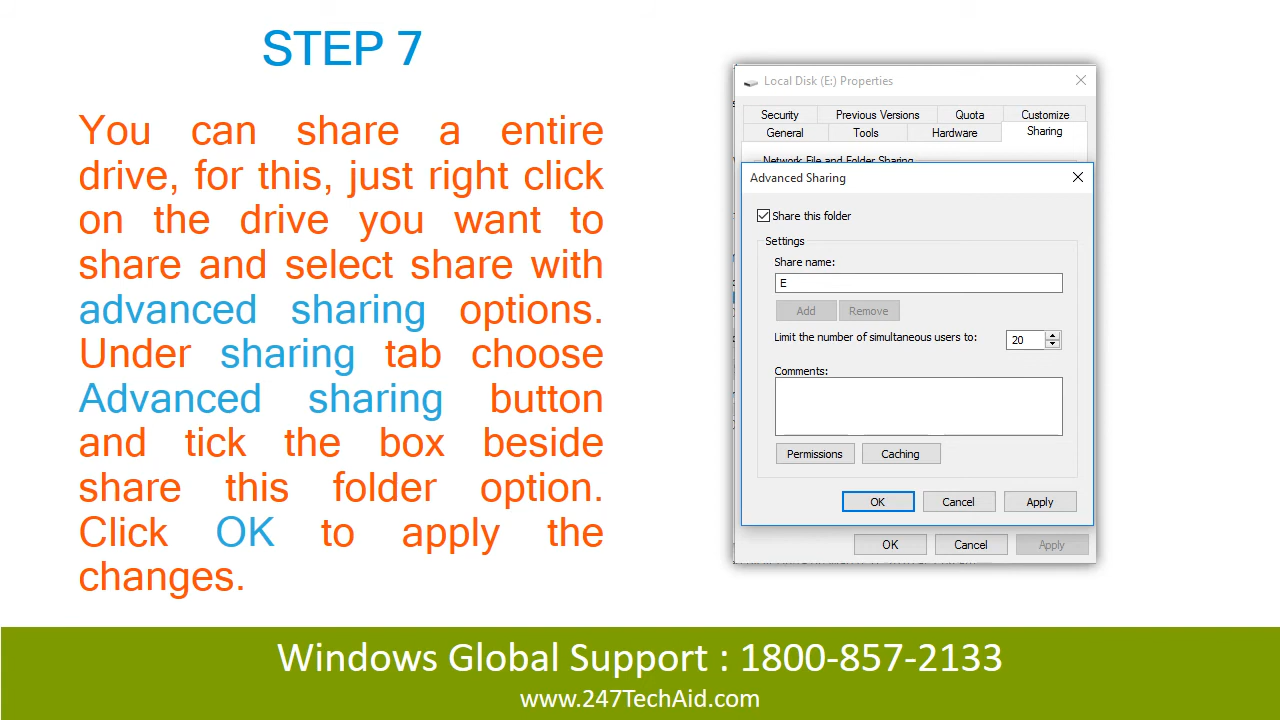 STEP 7
You can share a entire
drive, for this, just right click
on the drive you want to
share and select share with
advanced sharing options.
Under sharing tab choose
Advanced sharing button
and tick the box beside
share this folder option.
Click OK to apply the
changes.
Local Disk (E:) Properties
Security Previous Versions Quota Customize
General Tools Hardware Sharing
Network File and Folder Sharing
Advanced Sharing
Share this folder
Settings
Share name:
E
Add Remove
Limit the number of simultaneous users to: 20
Comments:
Permissions Caching
OK Cancel Apply
OK Cancel Apply
Windows Global Support : 1800-857-2133
www.247TechAid.com